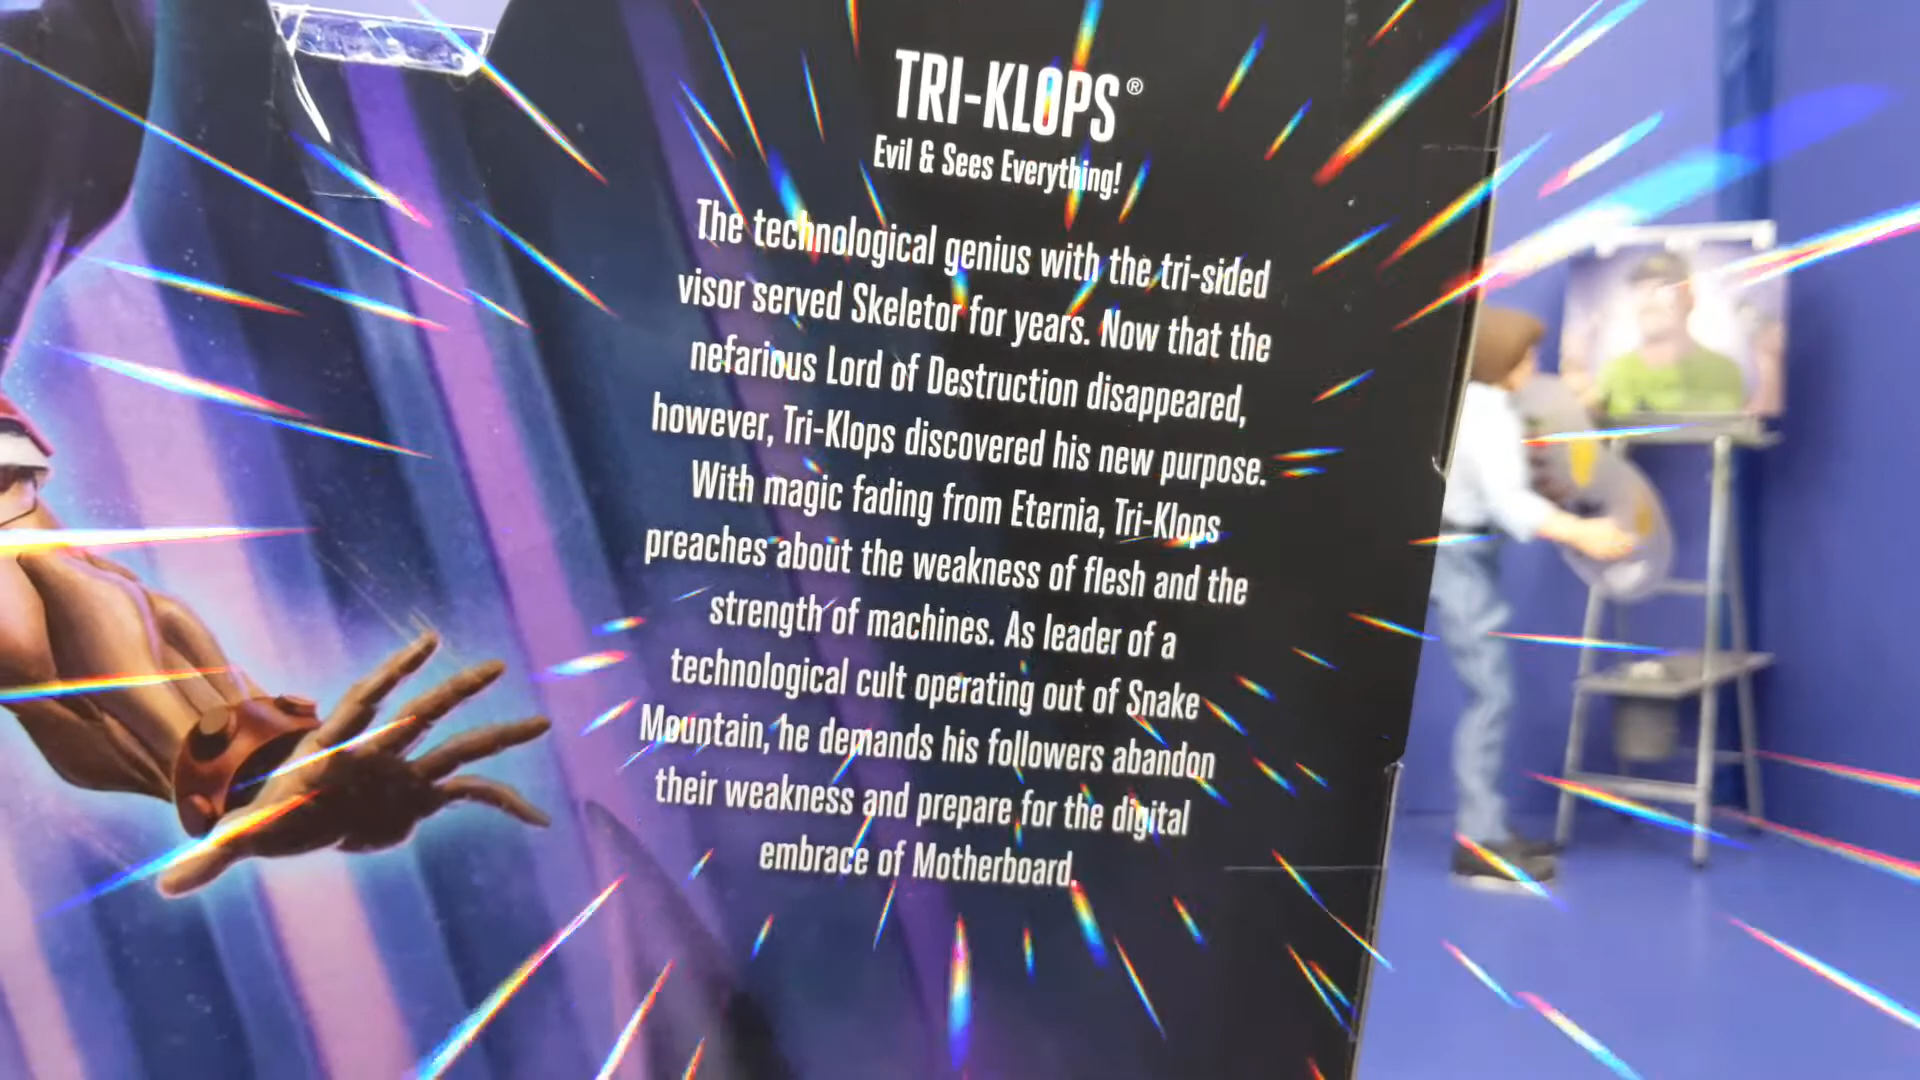 TRI-KLOPS®
Evil & Sees Everything!
The technological genius with the tri-sided
visor served Skeletor for years. Now that the
nefarious Lord of Destruction disappeared,
however, Tri-Klops discovered his new purpose.
With magic fading from Eternia, Tri-Klops
preaches about the weakness of flesh and the
strength of machines. As leader of a
technological cult operating out of Snake
Mountain, he demands his followers abandon
their weakness and prepare for the digital
embrace of Motherboard.